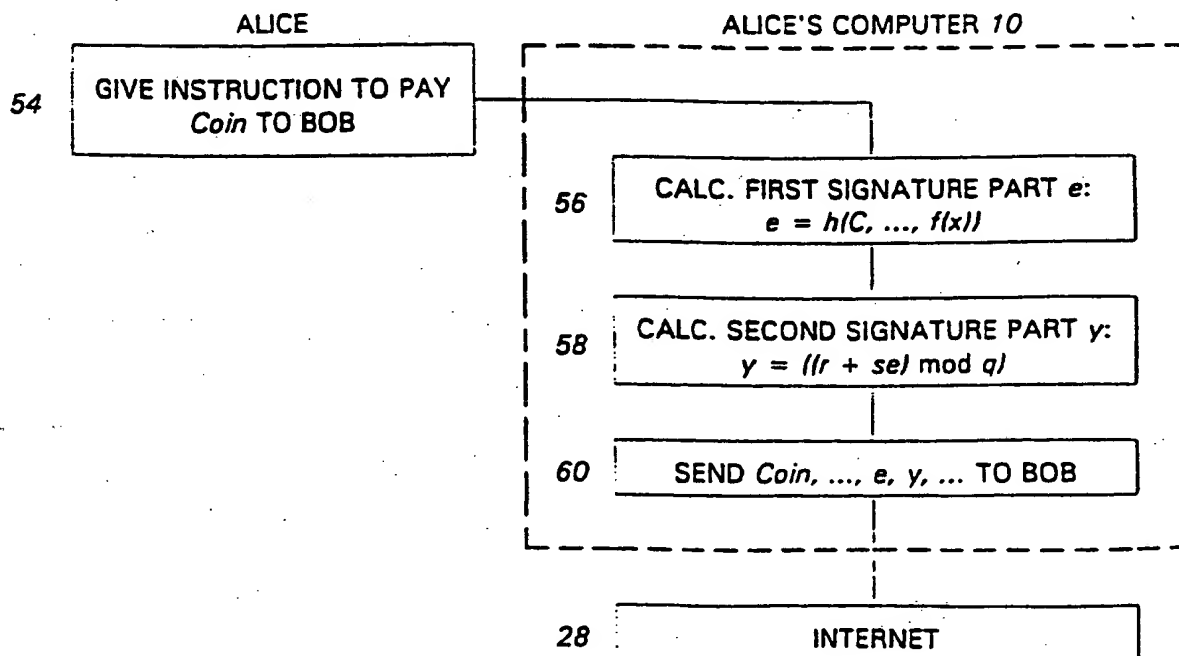 ALICE
ALICE'S COMPUTER 10
54
GIVE INSTRUCTION TO PAY
Coin TO BOB
56
CALC. FIRST SIGNATURE PART e:
e = h(C, ..., f(x))
58
CALC. SECOND SIGNATURE PART y:
y = ((r + se) mod q)
60
SEND Coin, ..., e, y, ... TO BOB
28
INTERNET